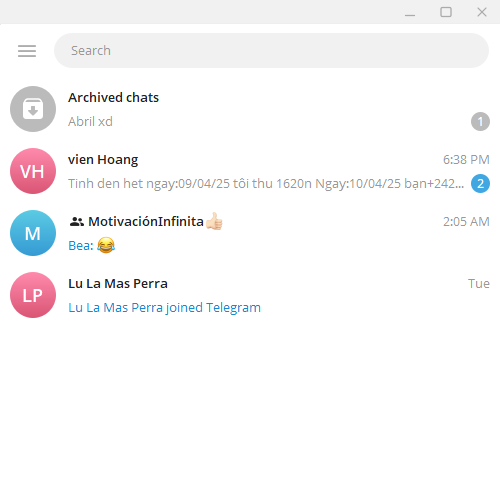 Search
Archived chats
Abril xd
1
VH
vien Hoang
6:38 PM
Tinh den het ngay:09/04/25 tôi thu 1620n Ngay:10/04/25 bạn+242...
2
M
MotivaciónInfinita👍🏻
2:05 AM
Bea: 😂
LP
Lu La Mas Perra
Tue
Lu La Mas Perra joined Telegram